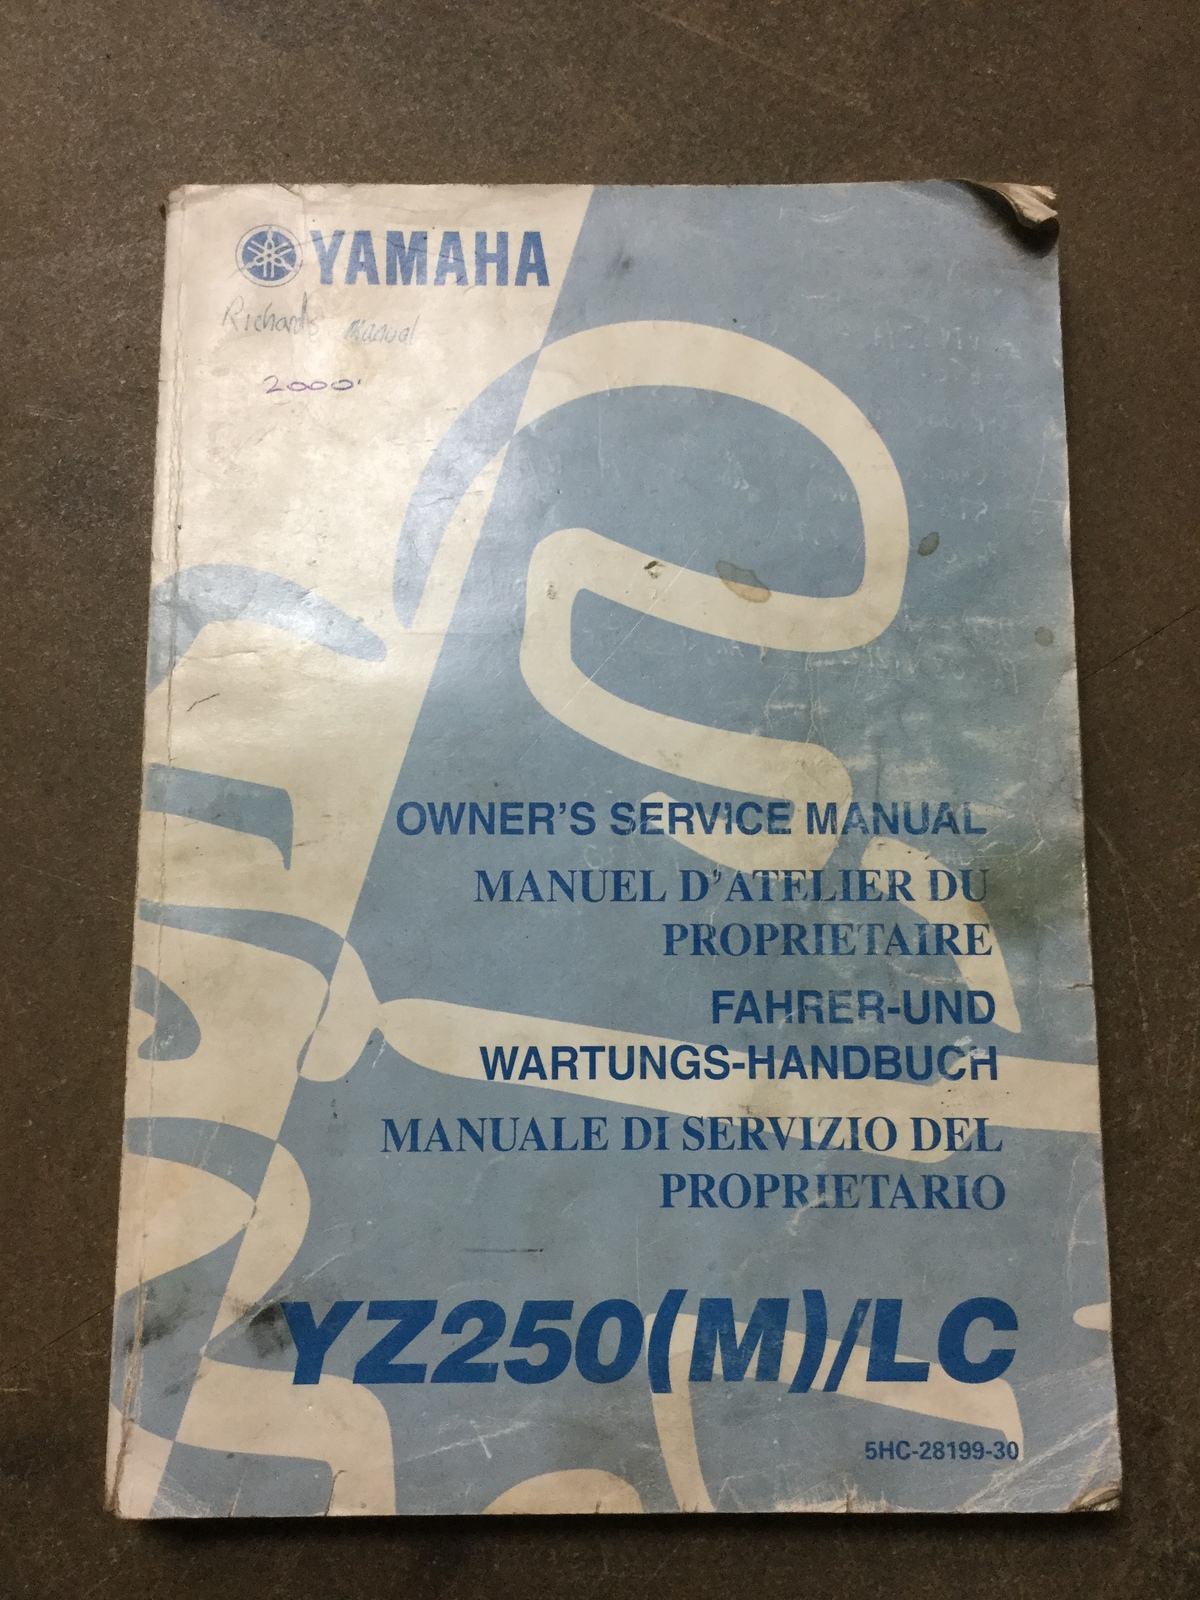 YAMAHA
Richards Manual
2000
OWNER'S SERVICE MANUAL
MANUEL D'ATELIER DU
PROPRIETAIRE
FAHRER-UND
WARTUNGS-HANDBUCH
MANUALE DI SERVIZIO DEL
PROPRIETARIO
YZ250(M)/LC
5HC-28199-30